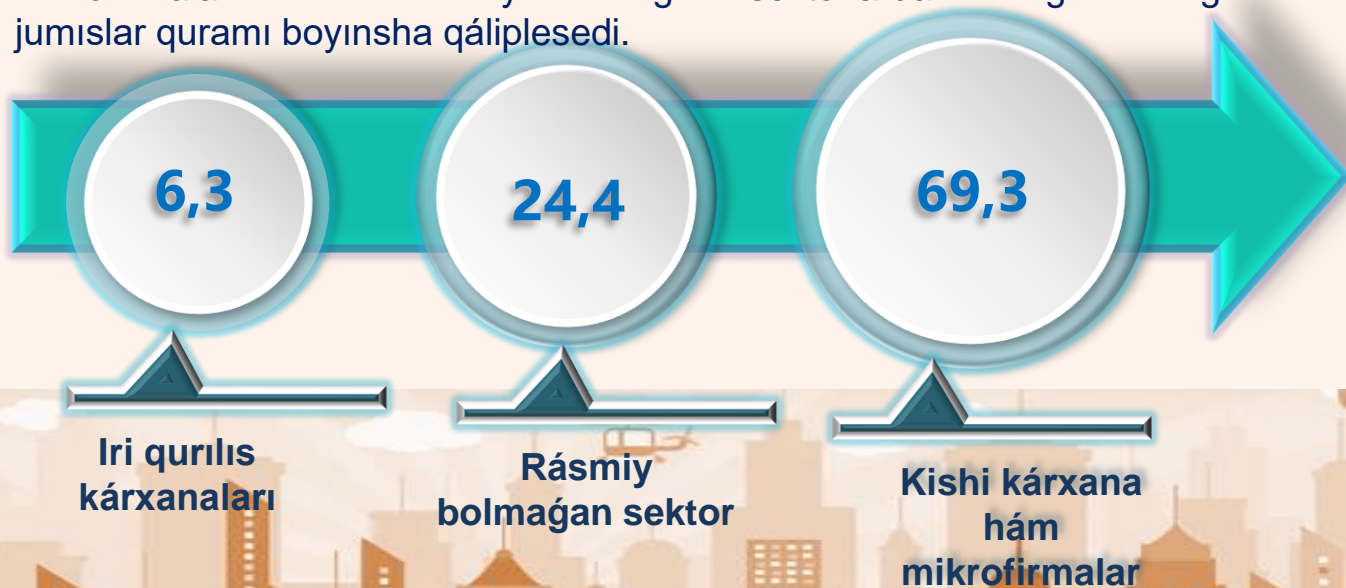 jumıslar quramı boyınsha qáliplesedi.
6,3
24,4
69,3
Iri qurılıs
kárxanaları
Rásmiy
bolmaǵan sektor
Kishi kárxana
hám
mikrofirmalar